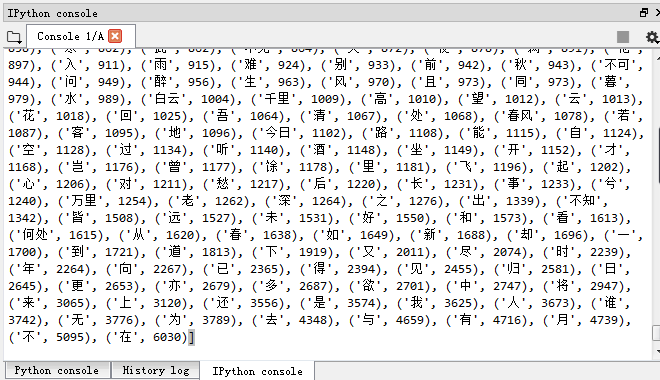 IPython console
Console 1/A
897), ('入', 911), ('雨', 915), ('难', 924), ('别', 933), ('前', 942), ('秋', 943), ('不可',
944), ('问', 949), ('醉', 956), ('生', 963), ('风', 970), ('且', 973), ('同', 973), ('暮',
979), ('水', 989), ('白云', 1004), ('千里', 1009), ('高', 1010), ('望', 1012), ('云', 1013),
('花', 1018), ('回', 1025), ('吾', 1064), ('清', 1067), ('处', 1068), ('春风', 1078), ('若',
1087), ('客', 1095), ('地', 1096), ('今日', 1102), ('路', 1108), ('能', 1115), ('自', 1124),
('空', 1128), ('过', 1134), ('听', 1140), ('酒', 1148), ('坐', 1149), ('开', 1152), ('才',
1168), ('岂', 1176), ('曾', 1177), ('馀', 1178), ('里', 1181), ('飞', 1196), ('起', 1202),
('心', 1206), ('对', 1211), ('愁', 1217), ('后', 1220), ('长', 1231), ('事', 1233), ('兮',
1240), ('万里', 1254), ('老', 1262), ('深', 1264), ('之', 1276), ('出', 1339), ('不知',
1342), ('皆', 1508), ('远', 1527), ('未', 1531), ('好', 1550), ('和', 1573), ('看', 1613),
('何处', 1615), ('从', 1620), ('春', 1638), ('如', 1649), ('新', 1688), ('却', 1696), ('一',
1700), ('到', 1721), ('道', 1813), ('下', 1919), ('又', 2011), ('尽', 2074), ('时', 2239),
('年', 2264), ('向', 2267), ('已', 2365), ('得', 2394), ('见', 2455), ('归', 2581), ('日',
2645), ('更', 2653), ('亦', 2679), ('多', 2687), ('欲', 2701), ('中', 2747), ('将', 2947),
('来', 3065), ('上', 3120), ('还', 3556), ('是', 3574), ('我', 3625), ('人', 3673), ('谁',
3742), ('无', 3776), ('为', 3789), ('去', 4348), ('与', 4659), ('有', 4716), ('月', 4739),
('不', 5095), ('在', 6030)]
Python console
History log
IPython console